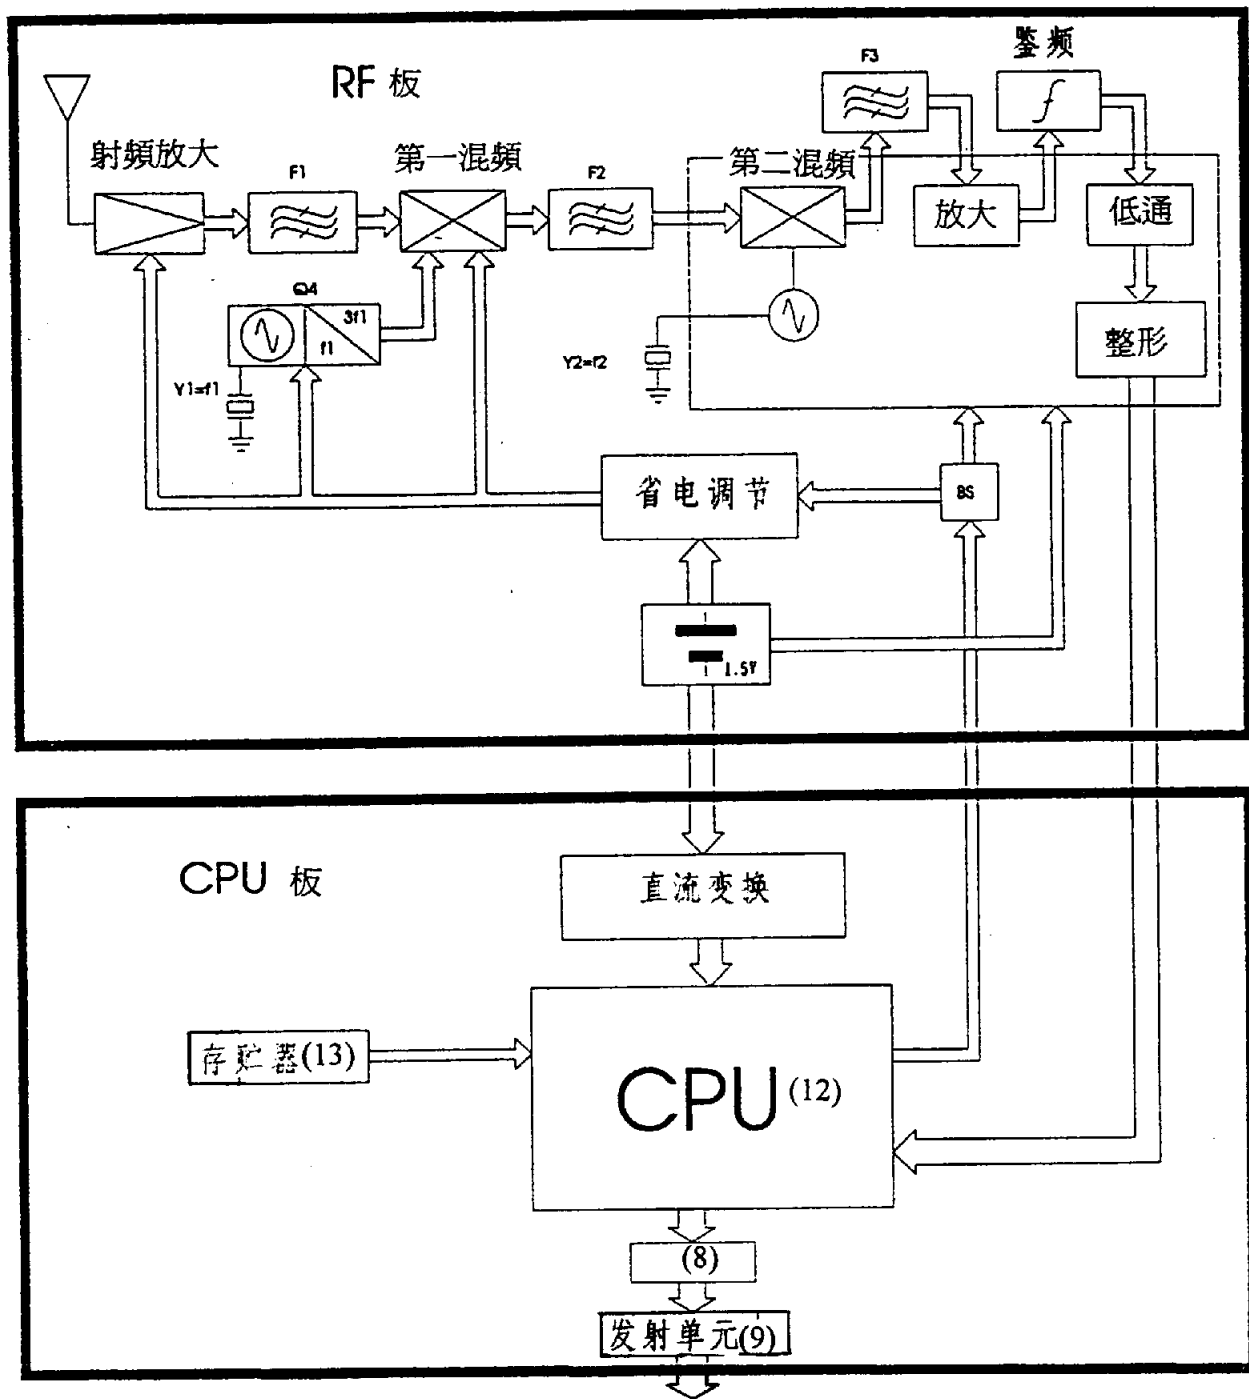 鉴频
F3
RF 板
射頻放大
第一混頻
第二混頻
F1
F2
放大
低通
Q4
3f1
f1
整形
Y1=f1
Y2=f2
省电调节
BS
1.5V
CPU 板
直流变换
存贮器(13)
CPU (12)
(8)
发射单元(9)